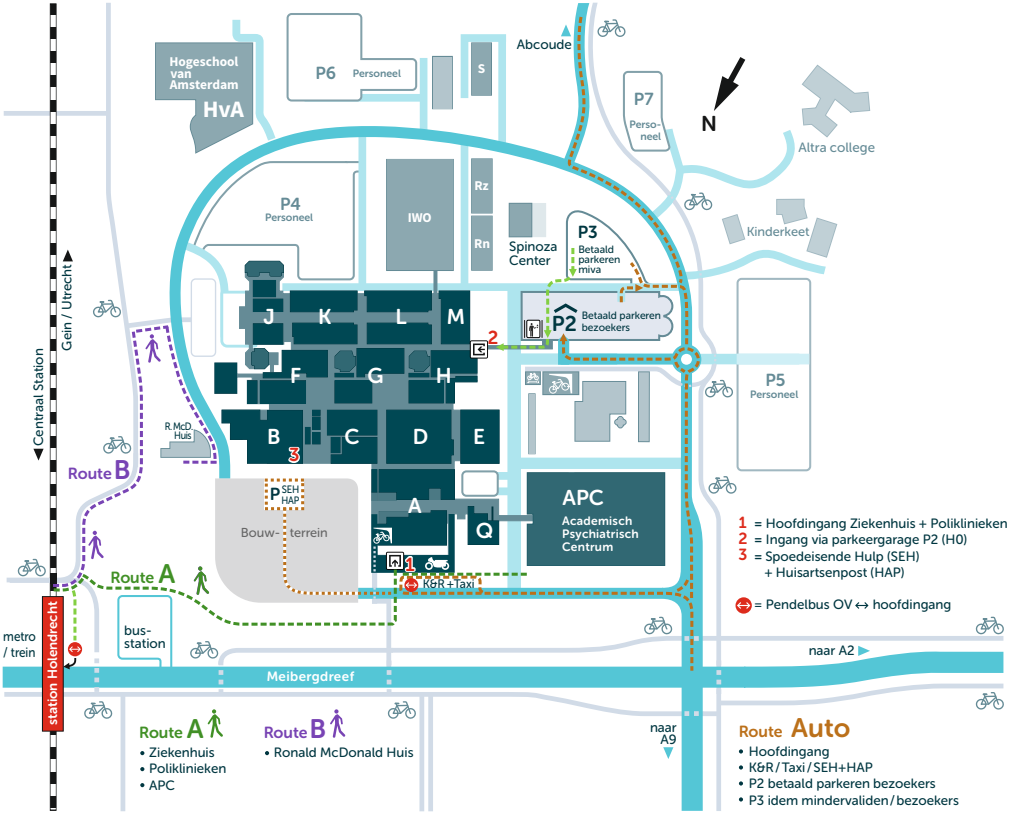 Hogeschool
van
Amsterdam
HvA
P6 Personeel
S
Abcoude
P7
Perso-
neel
N
Altra college
P4
Personeel
IWO
Rz
Rn
Spinoza
Center
P3
Betaald
parkeren
miva
Kinderkeet
Gein / Utrecht
Centraal Station
J
K
L
M
2
P2
Betaald parkeren
bezoekers
F
G
H
P5
Personeel
R.McD.
Huis
B
3
C
D
E
Route B
P SEH
HAP
Bouw-terrein
A
Q
APC
Academisch
Psychiatrisch
Centrum
1
K&R + Taxi
1 = Hoofdingang Ziekenhuis + Poliklinieken
2 = Ingang via parkeergarage P2 (H0)
3 = Spoedeisende Hulp (SEH)
+ Huisartsenpost (HAP)
= Pendelbus OV ↔ hoofdingang
Route A
metro
/ trein
station Holendrecht
bus-
station
naar A2
Meibergdreef
naar
A9
Route A
• Ziekenhuis
• Poliklinieken
• APC
Route B
• Ronald McDonald Huis
Route Auto
• Hoofdingang
• K&R / Taxi / SEH+HAP
• P2 betaald parkeren bezoekers
• P3 idem mindervaliden / bezoekers